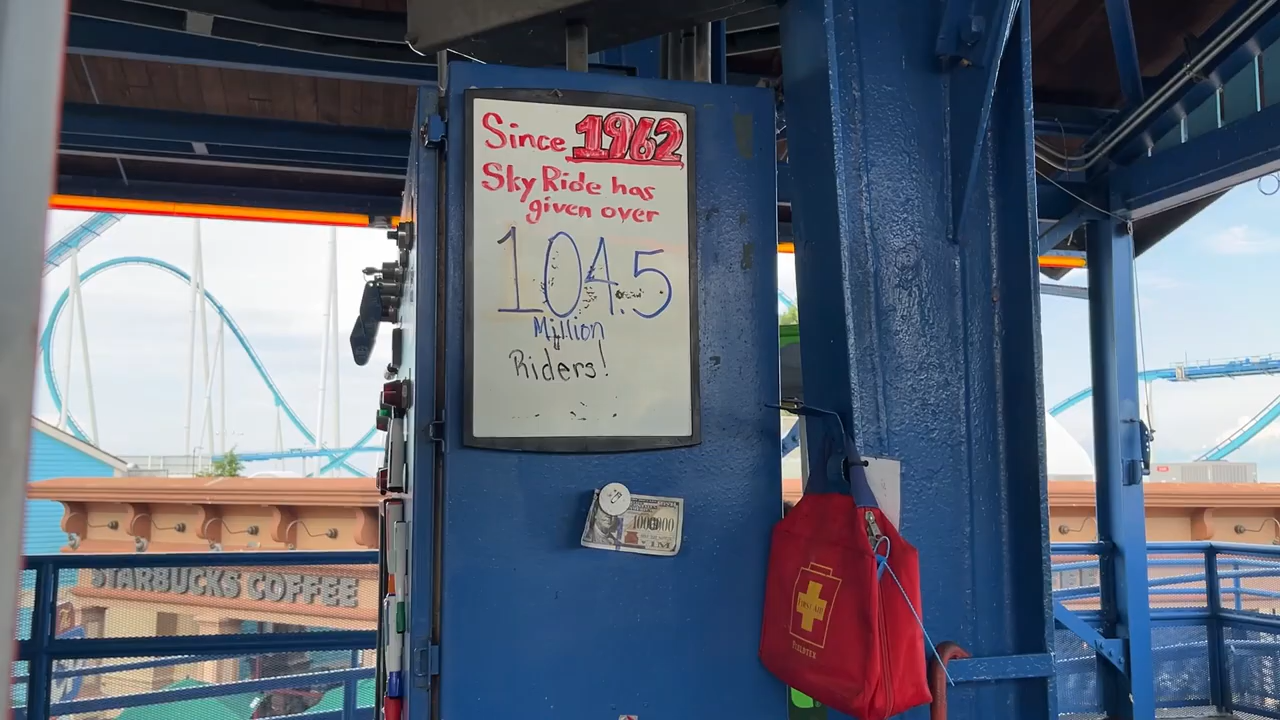 Since 1962
Sky Ride has
given over
104.5
Million
Riders!
STARBUCKS COFFEE
FIRST AID